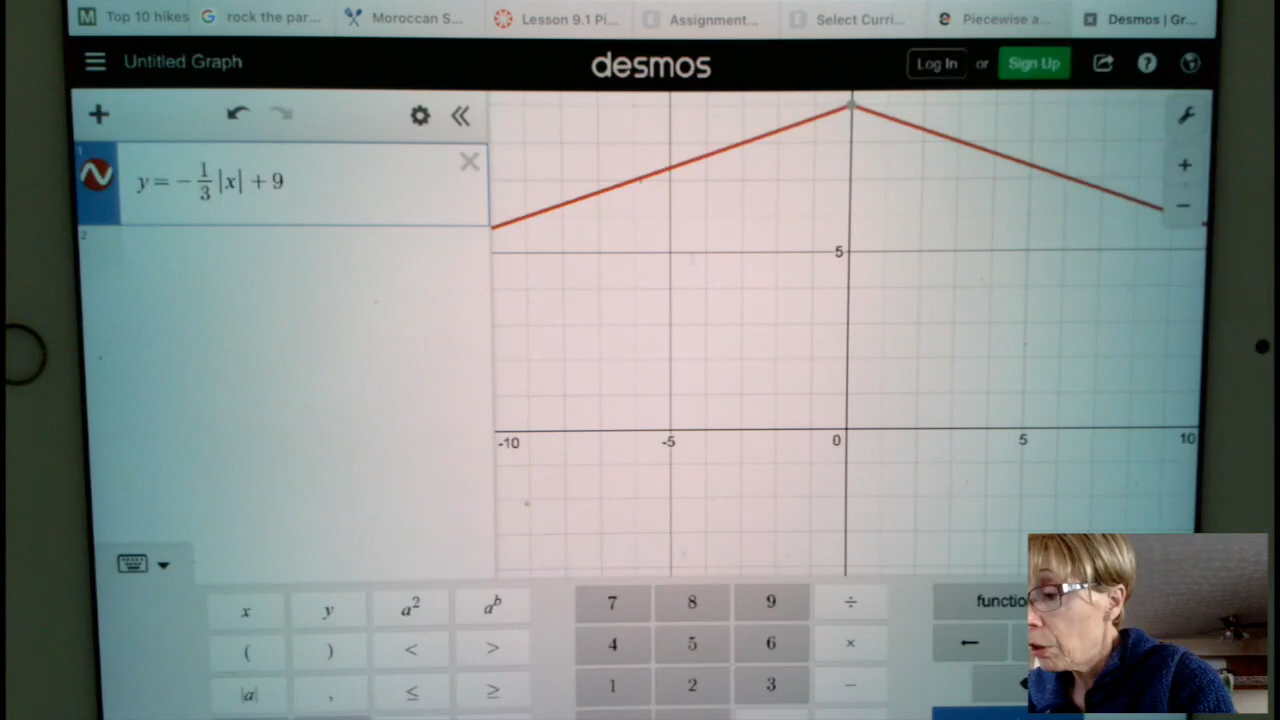 Top 10 hikes
rock the par...
Moroccan S...
Lesson 9.1 Pi...
Assignment...
Select Curri...
Piecewise a...
Desmos | Gr...
Untitled Graph
desmos
Log In or Sign Up
1
y = -1/3 |x| + 9
2
5
-10 -5 0 5 10
x y a² aᵇ 7 8 9 ÷ functio
( ) < > 4 5 6 ×
|a| , ≤ ≥ 1 2 3 −